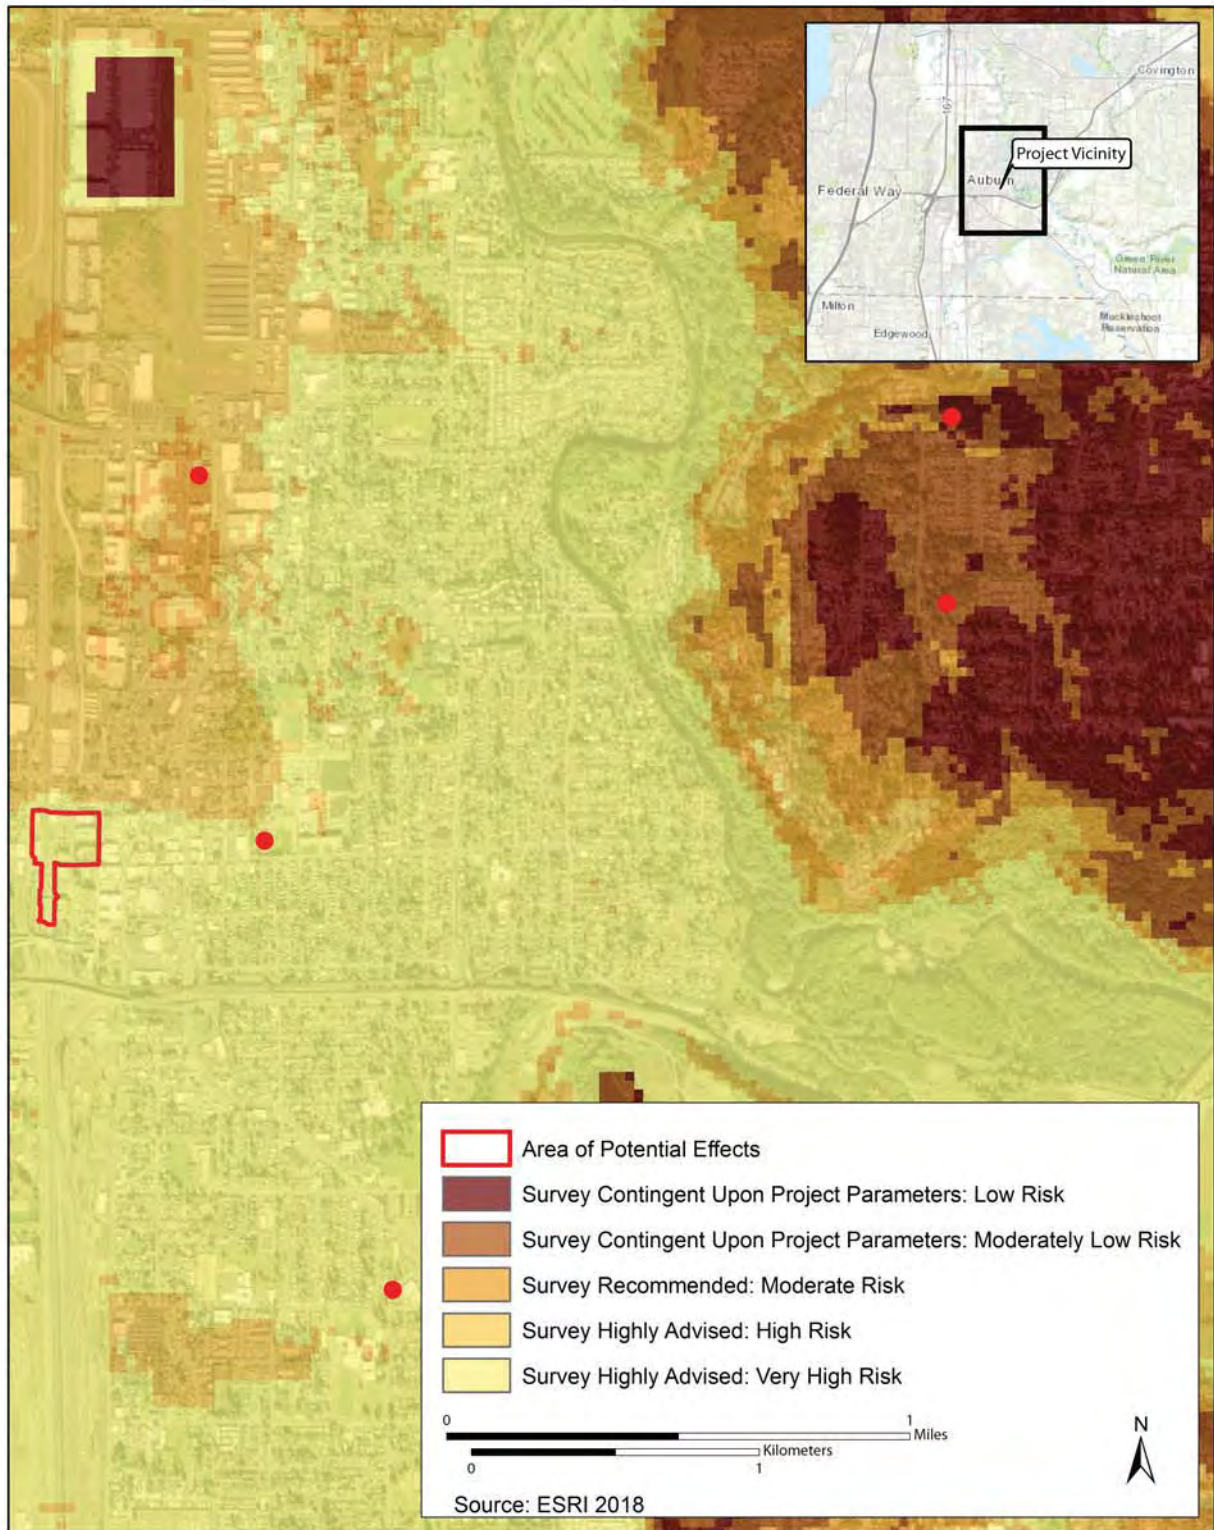 Covington
167
Project Vicinity
Auburn
Federal Way
Green River
Natural Area
Milton
Muckleshoot
Reservation
Edgewood
Area of Potential Effects
Survey Contingent Upon Project Parameters: Low Risk
Survey Contingent Upon Project Parameters: Moderately Low Risk
Survey Recommended: Moderate Risk
Survey Highly Advised: High Risk
Survey Highly Advised: Very High Risk
0 1
Miles
Kilometers
0 1
N
Source: ESRI 2018